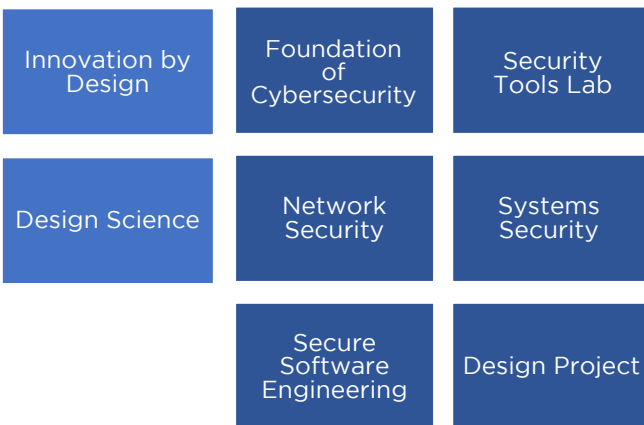 Innovation by
Design
Foundation
of
Cybersecurity
Security
Tools Lab
Design Science
Network
Security
Systems
Security
Secure
Software
Engineering
Design Project